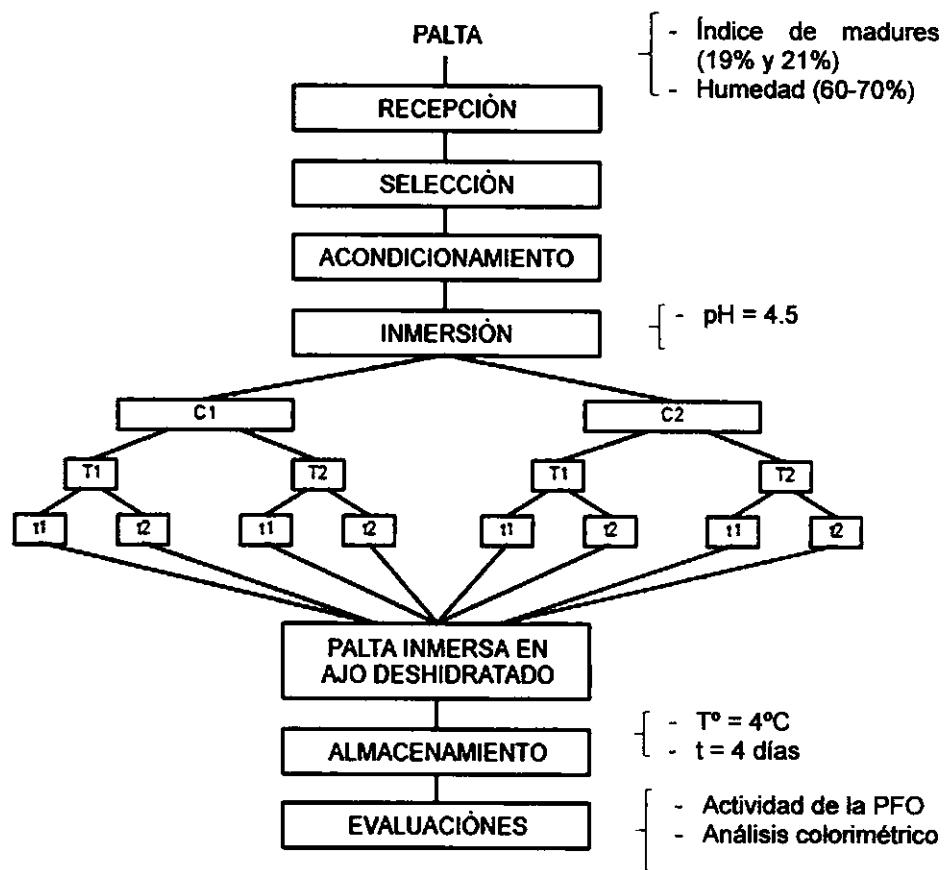 PALTA
- Índice de madures
(19% y 21%)
- Humedad (60-70%)
RECEPCIÓN
SELECCIÓN
ACONDICIONAMIENTO
INMERSIÓN
- pH = 4.5
C1
C2
T1
T2
T1
T2
t1
t2
t1
t2
t1
t2
t1
t2
PALTA INMERSA EN
AJO DESHIDRATADO
ALMACENAMIENTO
- Tº = 4ºC
- t = 4 días
EVALUACIÓNES
- Actividad de la PFO
- Análisis colorimétrico